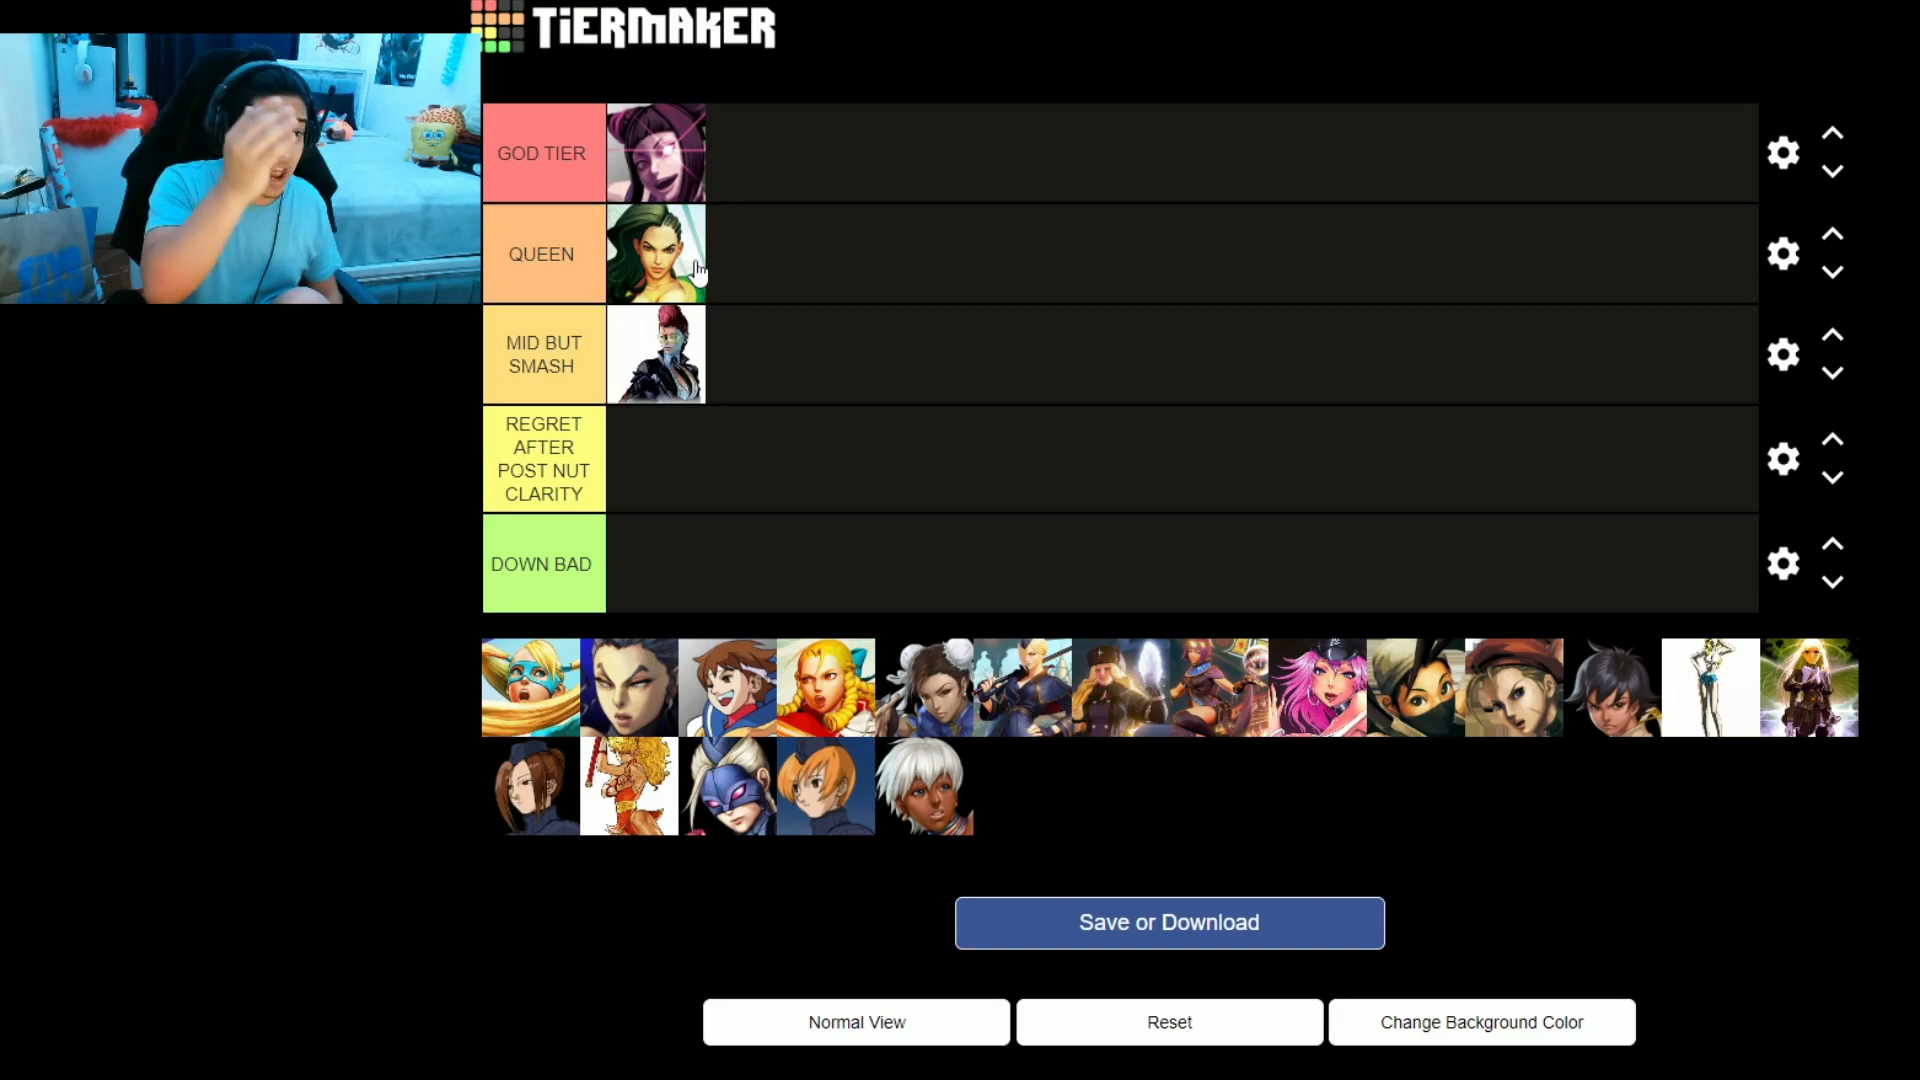 TiERMAKER
GOD TIER
QUEEN
MID BUT
SMASH
REGRET
AFTER
POST NUT
CLARITY
DOWN BAD
Save or Download
Normal View
Reset
Change Background Color